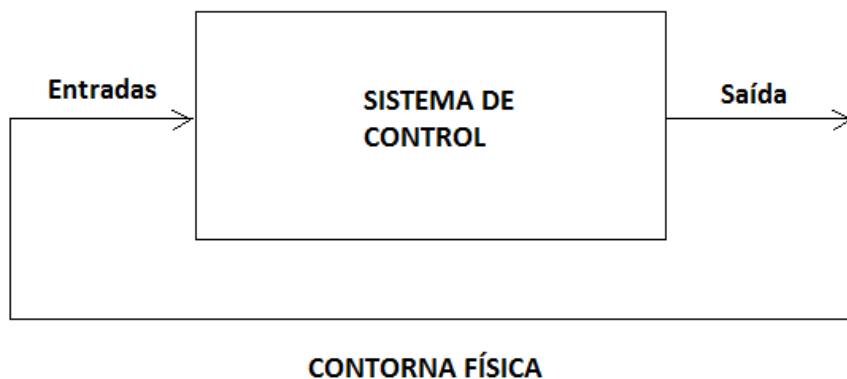 Entradas
SISTEMA DE
CONTROL
Saída
CONTORNA FÍSICA